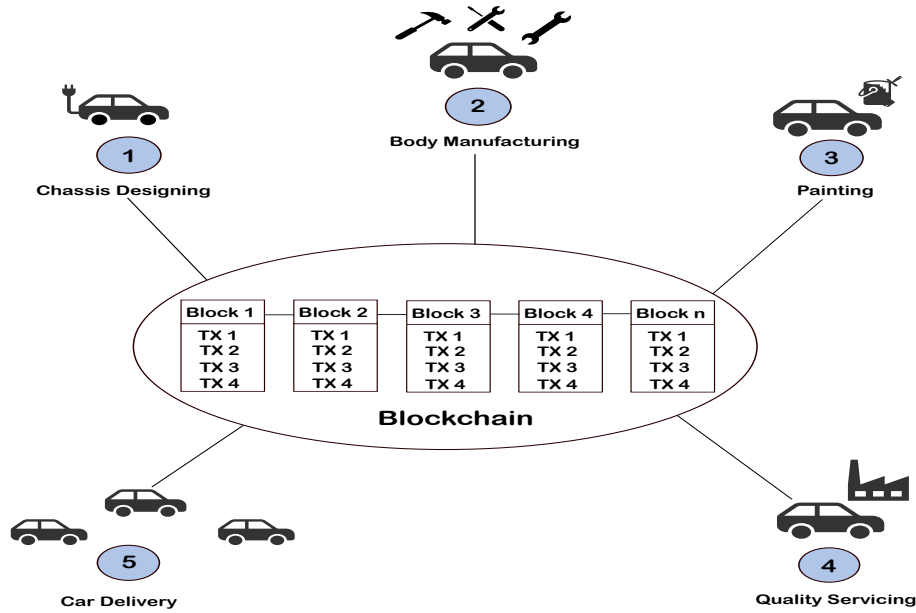 2
Body Manufacturing
1
Chassis Designing
3
Painting
Block 1
TX 1
TX 2
TX 3
TX 4
Block 2
TX 1
TX 2
TX 3
TX 4
Block 3
TX 1
TX 2
TX 3
TX 4
Block 4
TX 1
TX 2
TX 3
TX 4
Block n
TX 1
TX 2
TX 3
TX 4
Blockchain
5
Car Delivery
4
Quality Servicing